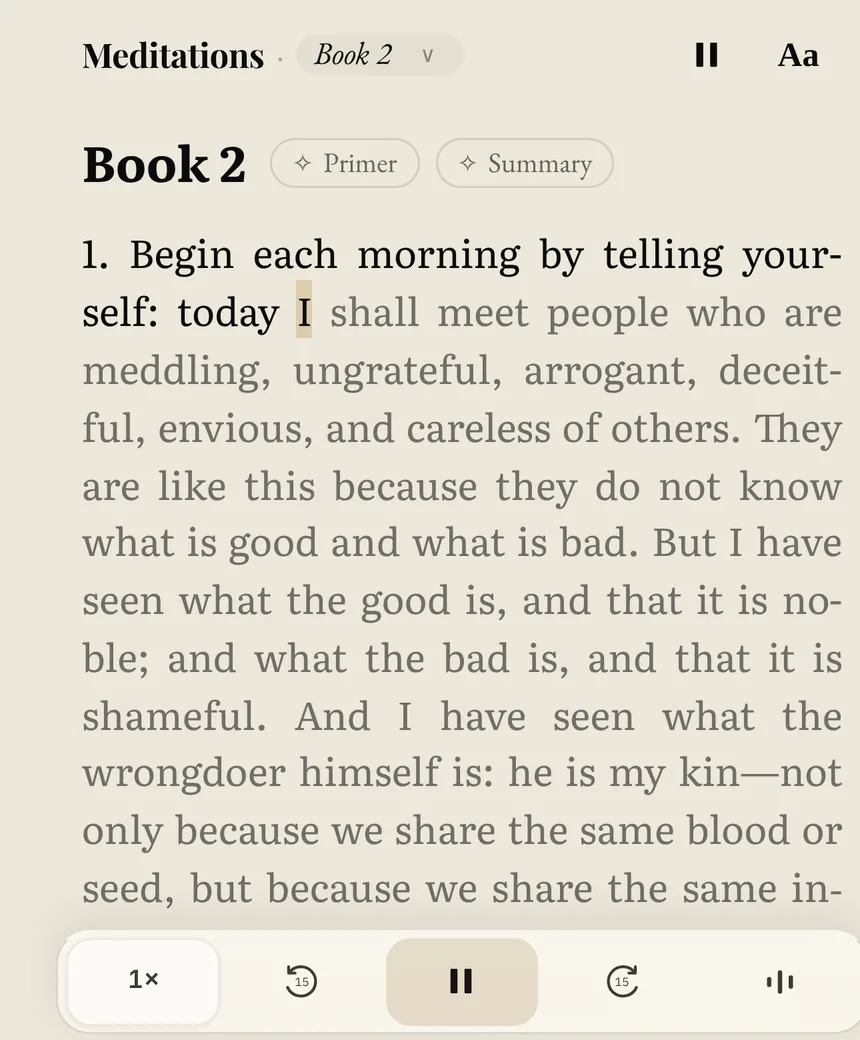 Meditations · Book 2 ∨ Aa
Book 2 ✧ Primer ✧ Summary
1. Begin each morning by telling your-
self: today I shall meet people who are
meddling, ungrateful, arrogant, deceit-
ful, envious, and careless of others. They
are like this because they do not know
what is good and what is bad. But I have
seen what the good is, and that it is no-
ble; and what the bad is, and that it is
shameful. And I have seen what the
wrongdoer himself is: he is my kin—not
only because we share the same blood or
seed, but because we share the same in-
1× 15 15